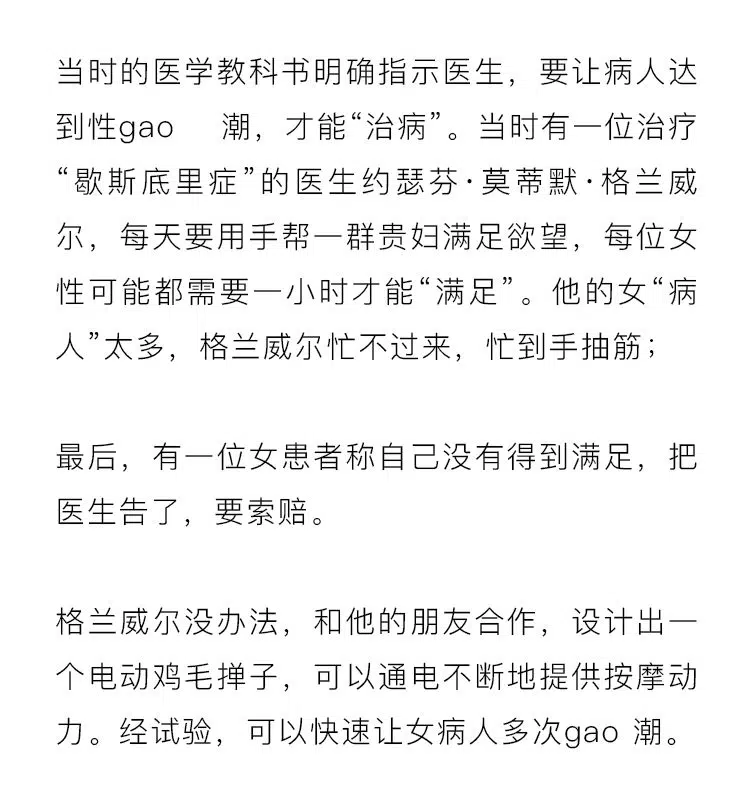 当时的医学教科书明确指示医生，要让病人达
到性gao　潮，才能“治病”。当时有一位治疗
“歇斯底里症”的医生约瑟芬·莫蒂默·格兰威
尔，每天要用手帮一群贵妇满足欲望，每位女
性可能都需要一小时才能“满足”。他的女“病
人”太多，格兰威尔忙不过来，忙到手抽筋；
最后，有一位女患者称自己没有得到满足，把
医生告了，要索赔。
格兰威尔没办法，和他的朋友合作，设计出一
个电动鸡毛掸子，可以通电不断地提供按摩动
力。经试验，可以快速让女病人多次gao 潮。